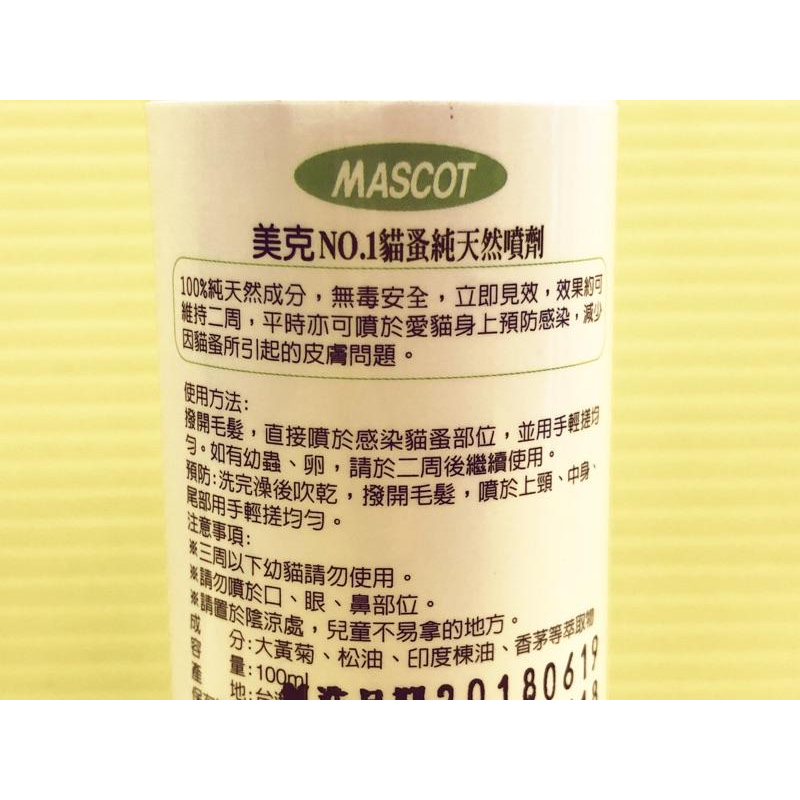 MASCOT
美克NO.1貓蚤純天然噴劑
100%純天然成分，無毒安全，立即見效，效果約可
維持二周，平時亦可噴於愛貓身上預防感染，減少
因貓蚤所引起的皮膚問題。
使用方法:
撥開毛髮，直接噴於感染貓蚤部位，並用手輕搓均
勻。如有幼蟲、卵，請於二周後繼續使用。
預防:洗完澡後吹乾，撥開毛髮，噴於上頸、中身、
尾部用手輕搓均勻。
注意事項:
※三周以下幼貓請勿使用。
※請勿噴於口、眼、鼻部位。
※請置於陰涼處，兒童不易拿的地方。
成 分:大黃菊、松油、印度楝油、香茅等萃取物
容 量:100ml
產 地:台
20180619